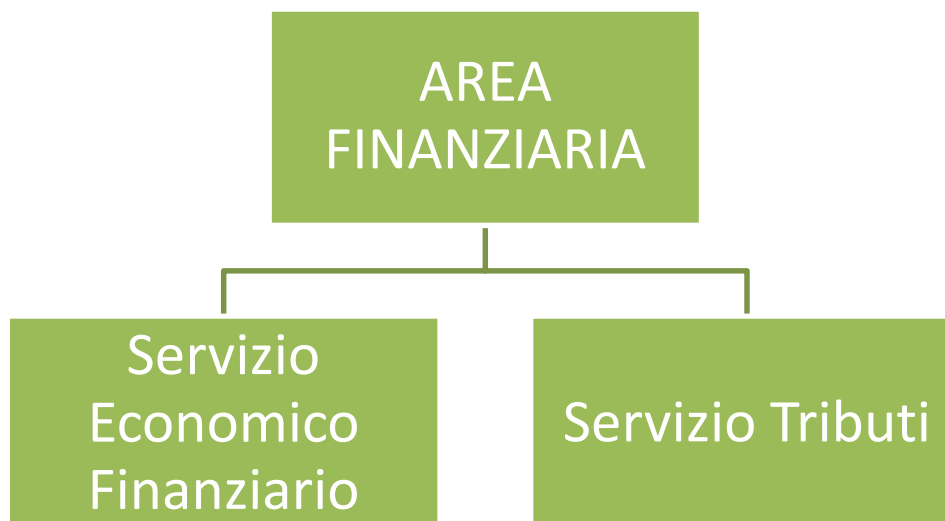 AREA
FINANZIARIA
Servizio
Economico
Finanziario
Servizio Tributi